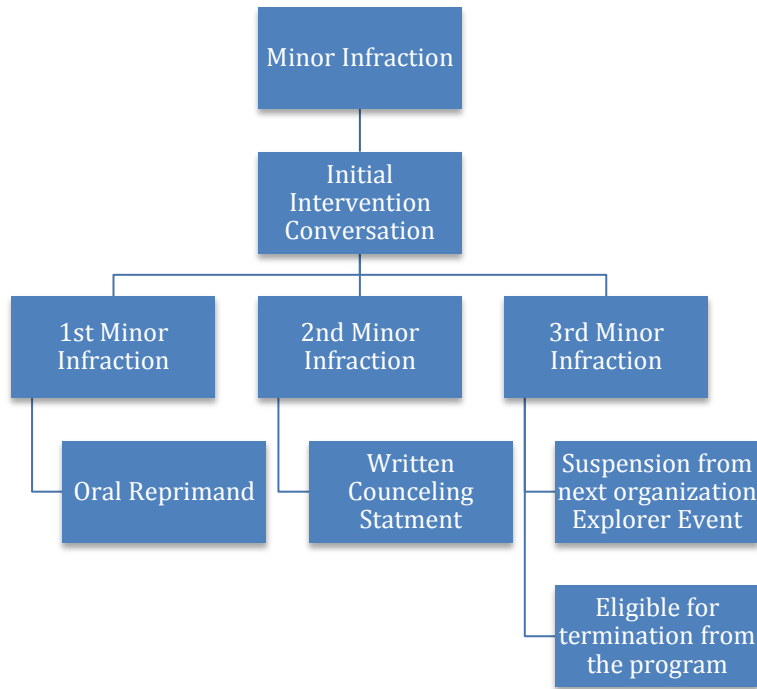 Minor Infraction
Initial
Intervention
Conversation
1st Minor
Infraction
Oral Reprimand
2nd Minor
Infraction
Written
Counceling
Statment
3rd Minor
Infraction
Suspension from
next organization
Explorer Event
Eligible for
termination from
the program